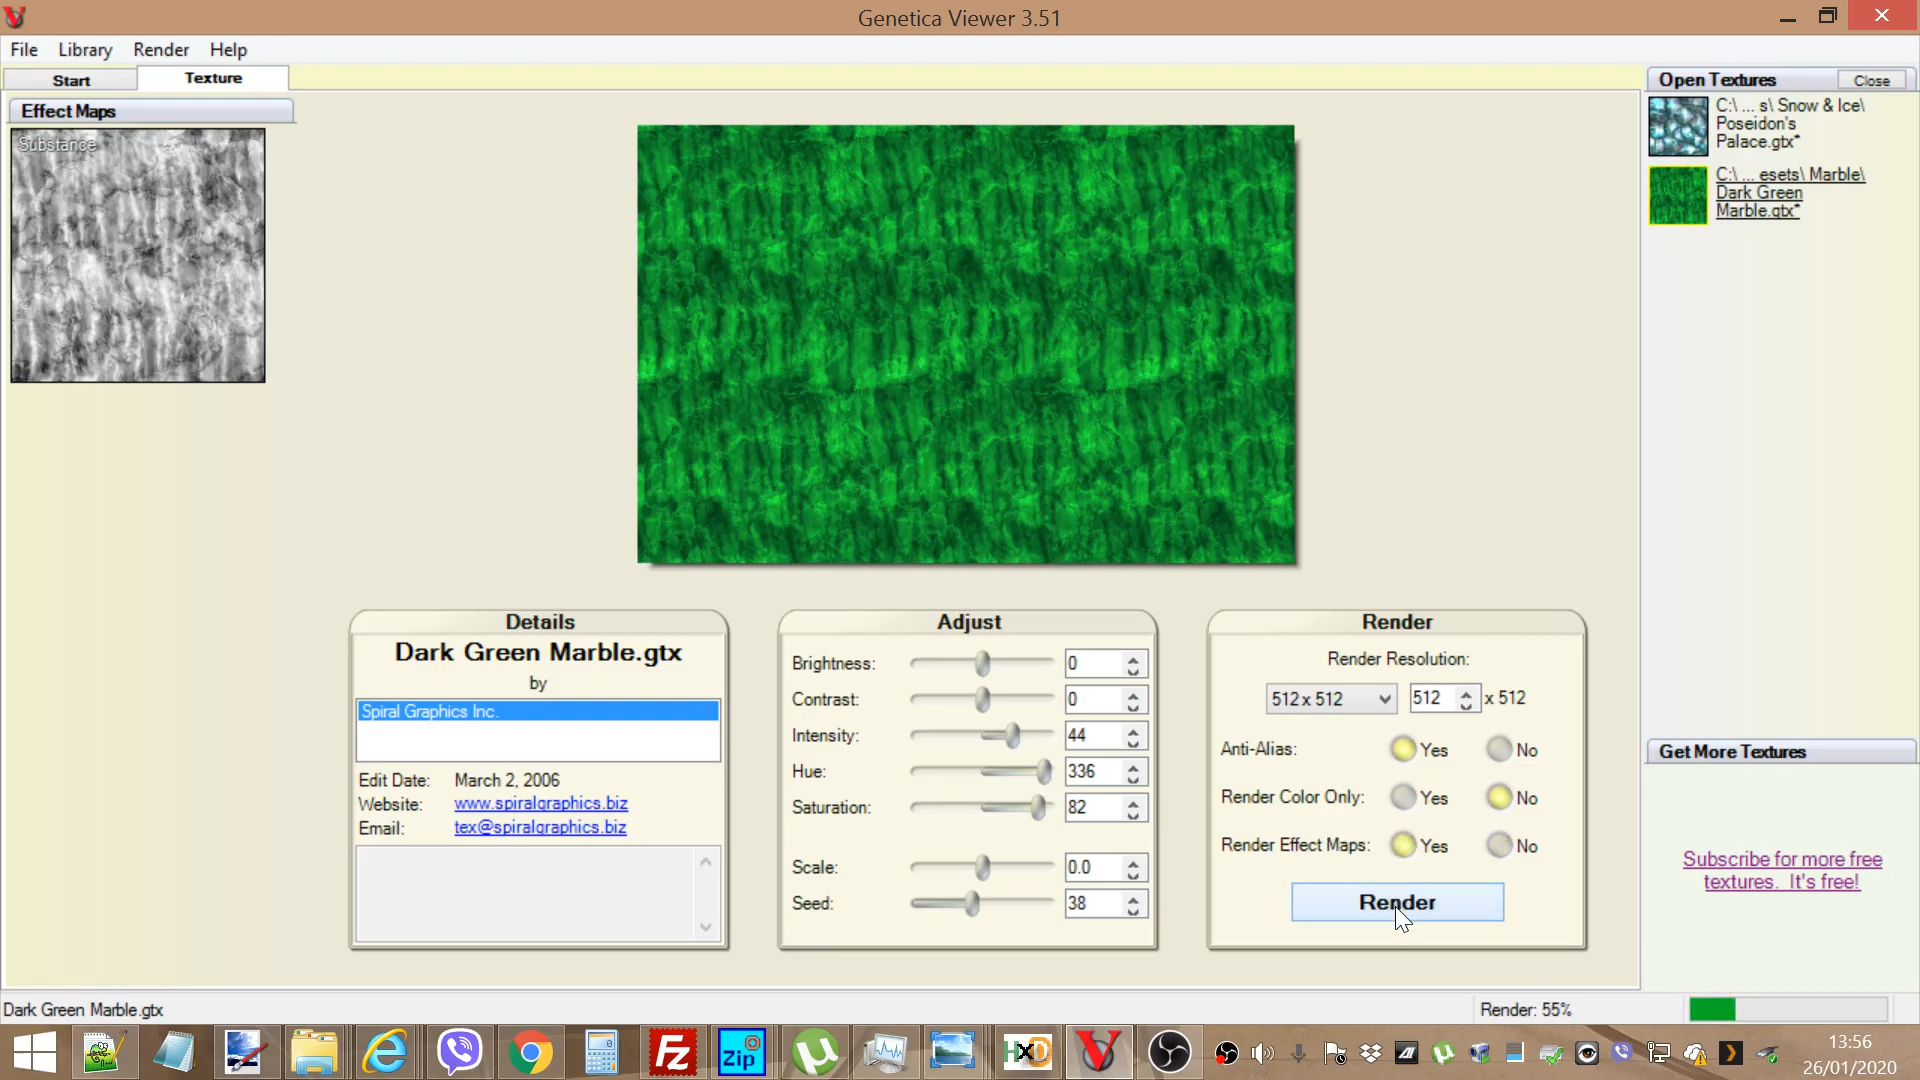 Genetica Viewer 3.51
File Library Render Help
Start Texture
Effect Maps
Substance
Open Textures Close
C:\ ... s\ Snow & Ice\
Poseidon's
Palace.gtx*
C:\ ... esets\ Marble\
Dark Green
Marble.gtx*
Details
Dark Green Marble.gtx
by
Spiral Graphics Inc.
Edit Date: March 2, 2006
Website: www.spiralgraphics.biz
Email: tex@spiralgraphics.biz
Adjust
Brightness: 0
Contrast: 0
Intensity: 44
Hue: 336
Saturation: 82
Scale: 0.0
Seed: 38
Render
Render Resolution:
512 x 512 512 x 512
Anti-Alias: Yes No
Render Color Only: Yes No
Render Effect Maps: Yes No
Render
Get More Textures
Subscribe for more free
textures. It's free!
Dark Green Marble.gtx
Render: 55%
Fz
Zip
HXD
13:56
26/01/2020